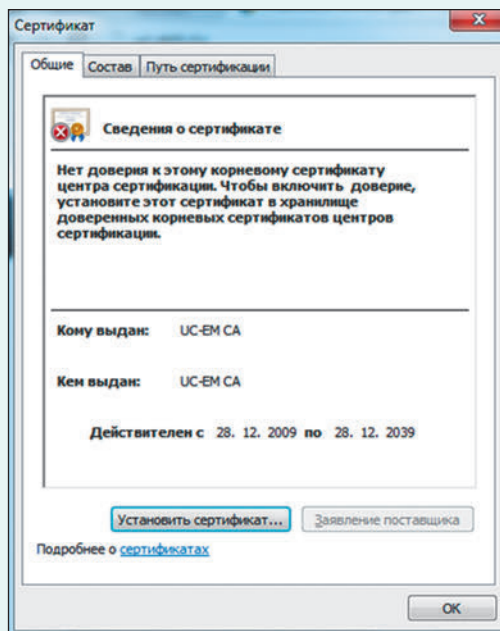 Сертификат
Общие Состав Путь сертификации
Сведения о сертификате
Нет доверия к этому корневому сертификату
центра сертификации. Чтобы включить доверие,
установите этот сертификат в хранилище
доверенных корневых сертификатов центров
сертификации.
Кому выдан: UC-EM CA
Кем выдан: UC-EM CA
Действителен с 28. 12. 2009 по 28. 12. 2039
Установить сертификат... Заявление поставщика
Подробнее о сертификатах
OK